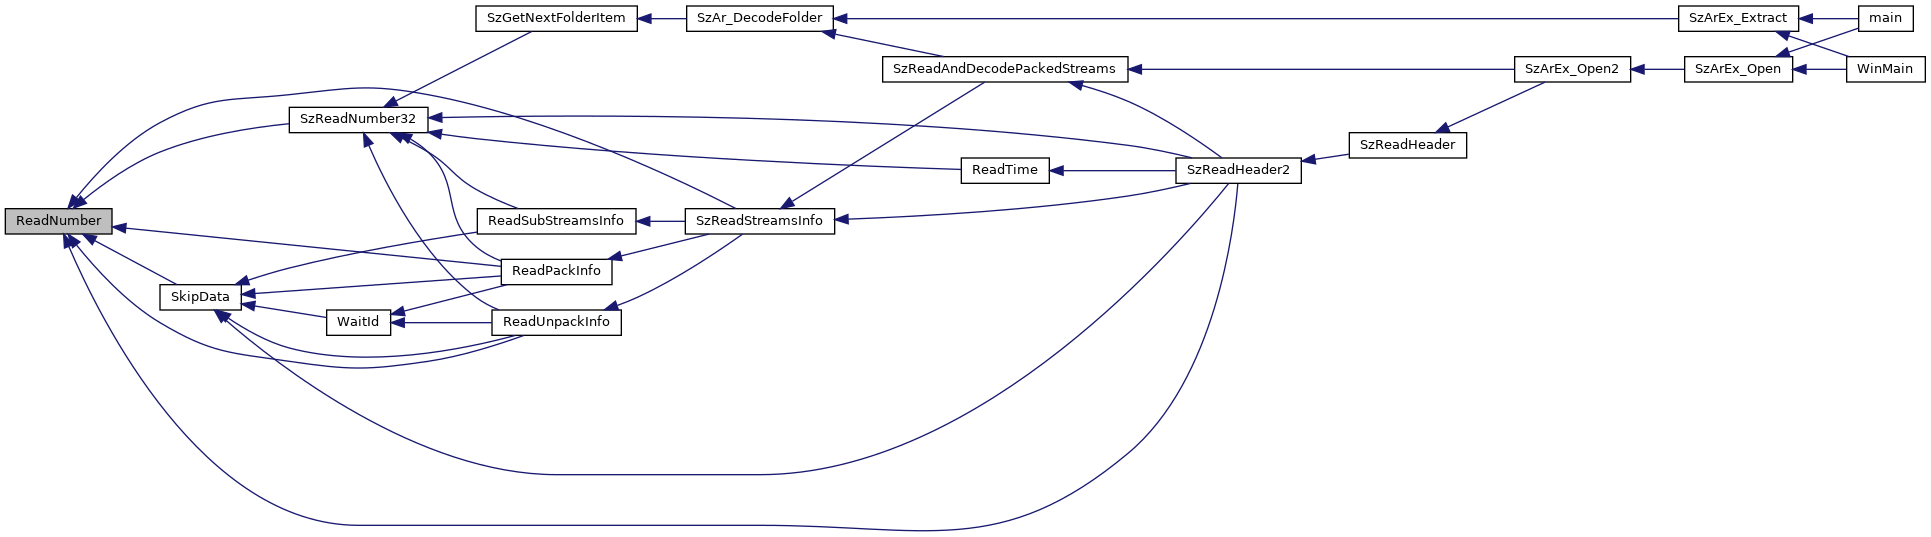 SzGetNextFolderItem
SzAr_DecodeFolder
SzArEx_Extract
main
SzReadAndDecodePackedStreams
SzArEx_Open2
SzArEx_Open
WinMain
SzReadNumber32
SzReadHeader
ReadTime
SzReadHeader2
ReadNumber
ReadSubStreamsInfo
SzReadStreamsInfo
ReadPackInfo
SkipData
WaitId
ReadUnpackInfo